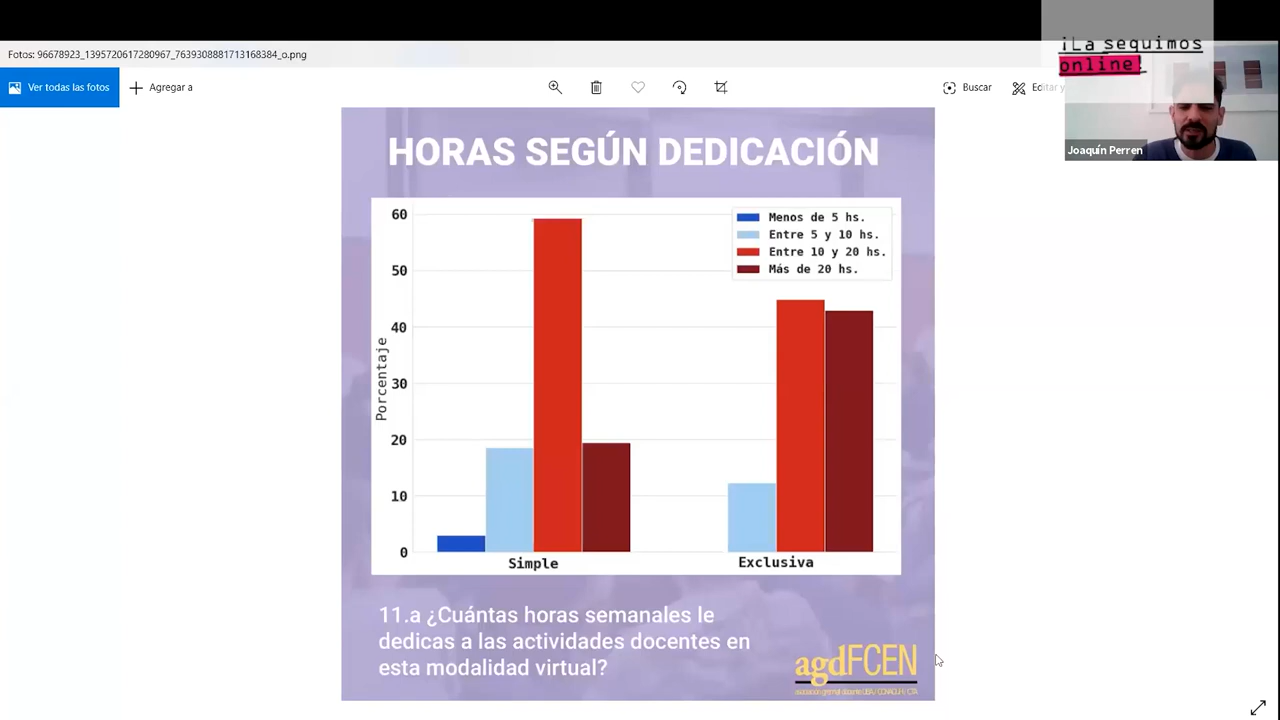 Fotos: 96678923_1395720617280967_7639308881713168384_o.png
¡La seguimos
online.
Ver todas las fotos
Agregar a
Buscar
Editar y
Joaquín Perren
HORAS SEGÚN DEDICACIÓN
Menos de 5 hs.
Entre 5 y 10 hs.
Entre 10 y 20 hs.
Más de 20 hs.
60
50
40
30
20
10
0
Porcentaje
Simple
Exclusiva
11.a ¿Cuántas horas semanales le
dedicas a las actividades docentes en
esta modalidad virtual?
agdFCEN